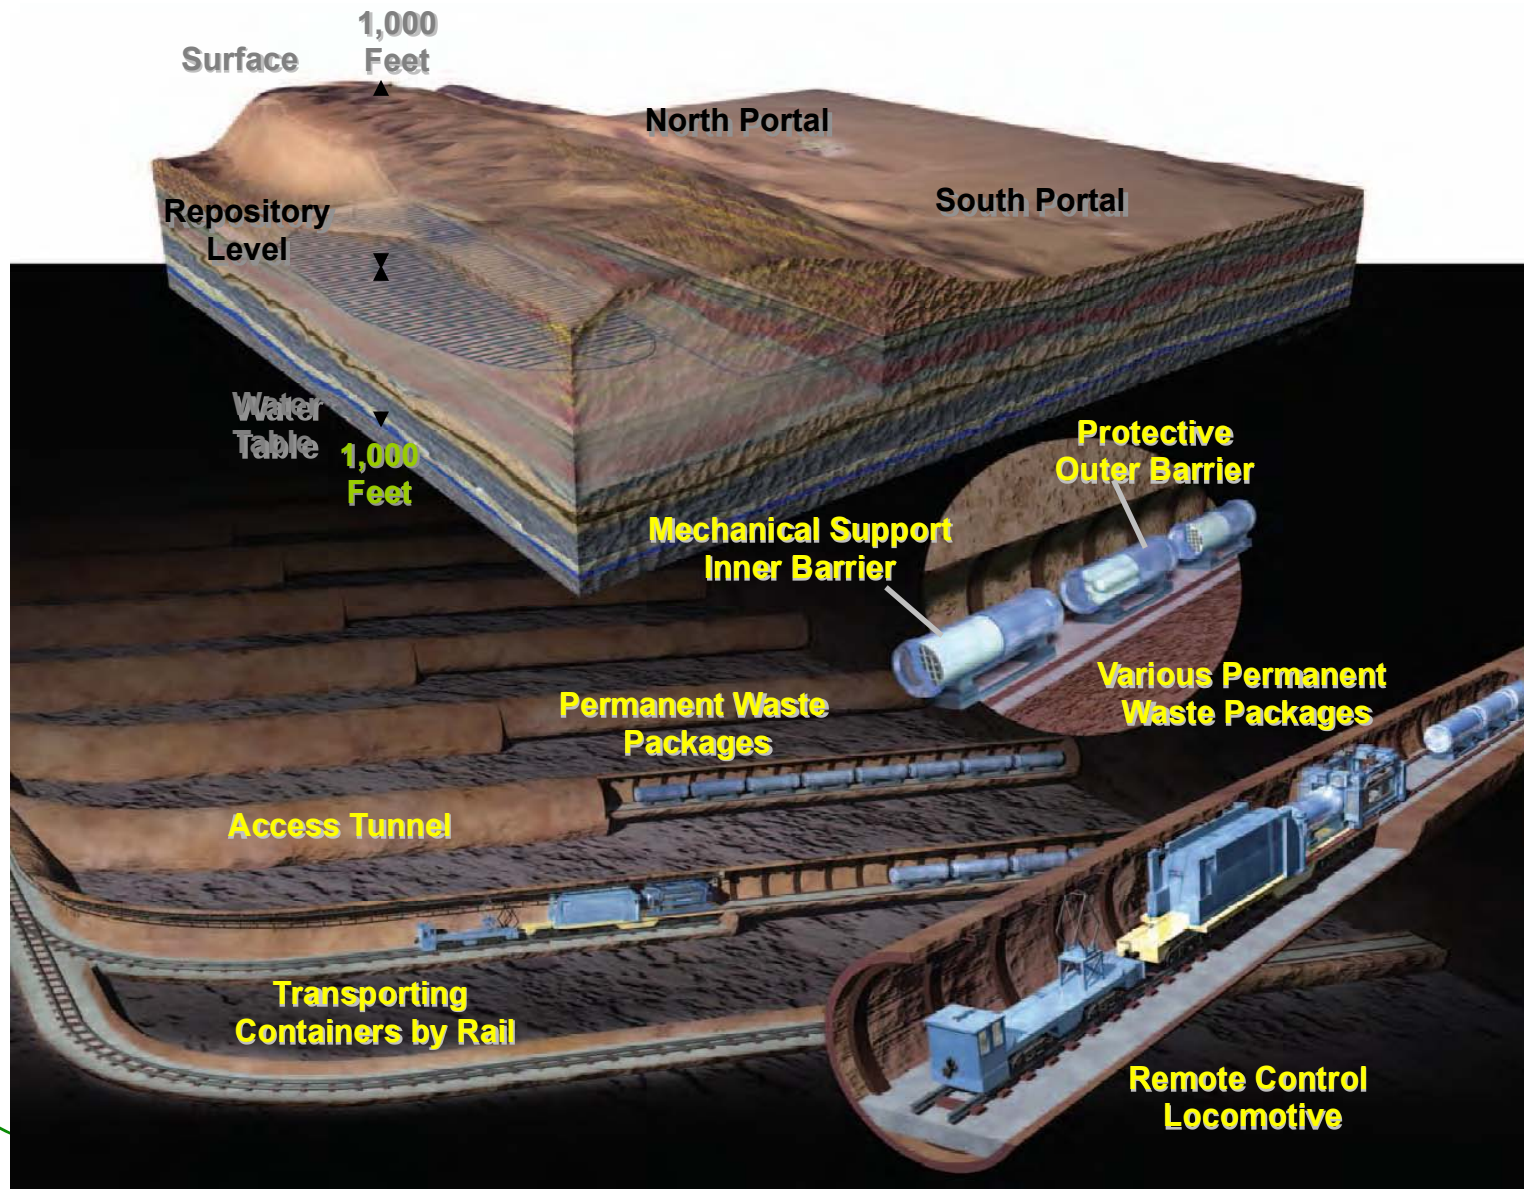 1,000
Feet
Surface
North Portal
South Portal
Repository
Level
Water
Table
1,000
Feet
Protective
Outer Barrier
Mechanical Support
Inner Barrier
Various Permanent
Waste Packages
Permanent Waste
Packages
Access Tunnel
Transporting
Containers by Rail
Remote Control
Locomotive